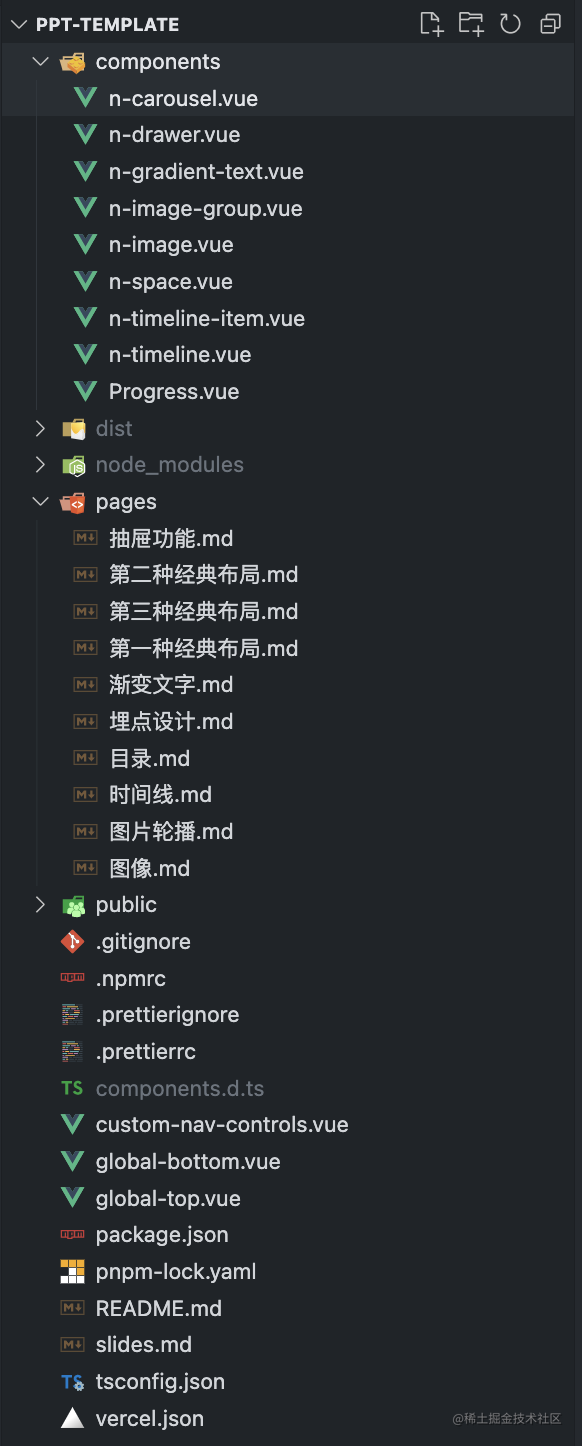 PPT-TEMPLATE
components
n-carousel.vue
n-drawer.vue
n-gradient-text.vue
n-image-group.vue
n-image.vue
n-space.vue
n-timeline-item.vue
n-timeline.vue
Progress.vue
dist
node_modules
pages
抽屉功能.md
第二种经典布局.md
第三种经典布局.md
第一种经典布局.md
渐变文字.md
埋点设计.md
目录.md
时间线.md
图片轮播.md
图像.md
public
.gitignore
.npmrc
.prettierignore
.prettierrc
TS components.d.ts
custom-nav-controls.vue
global-bottom.vue
global-top.vue
package.json
pnpm-lock.yaml
README.md
slides.md
TS tsconfig.json
vercel.json
@稀土掘金技术社区